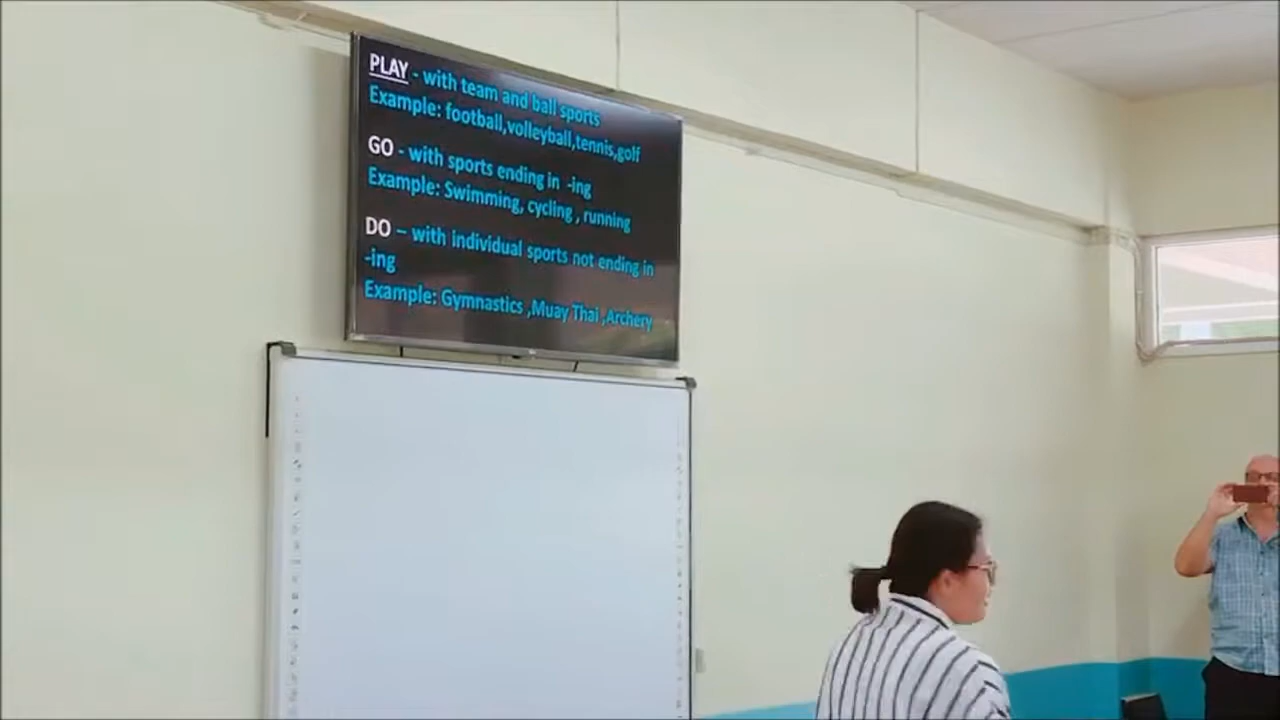 PLAY - with team and ball sports
Example: football,volleyball,tennis,golf
GO - with sports ending in -ing
Example: Swimming, cycling , running
DO – with individual sports not ending in
-ing
Example: Gymnastics ,Muay Thai ,Archery